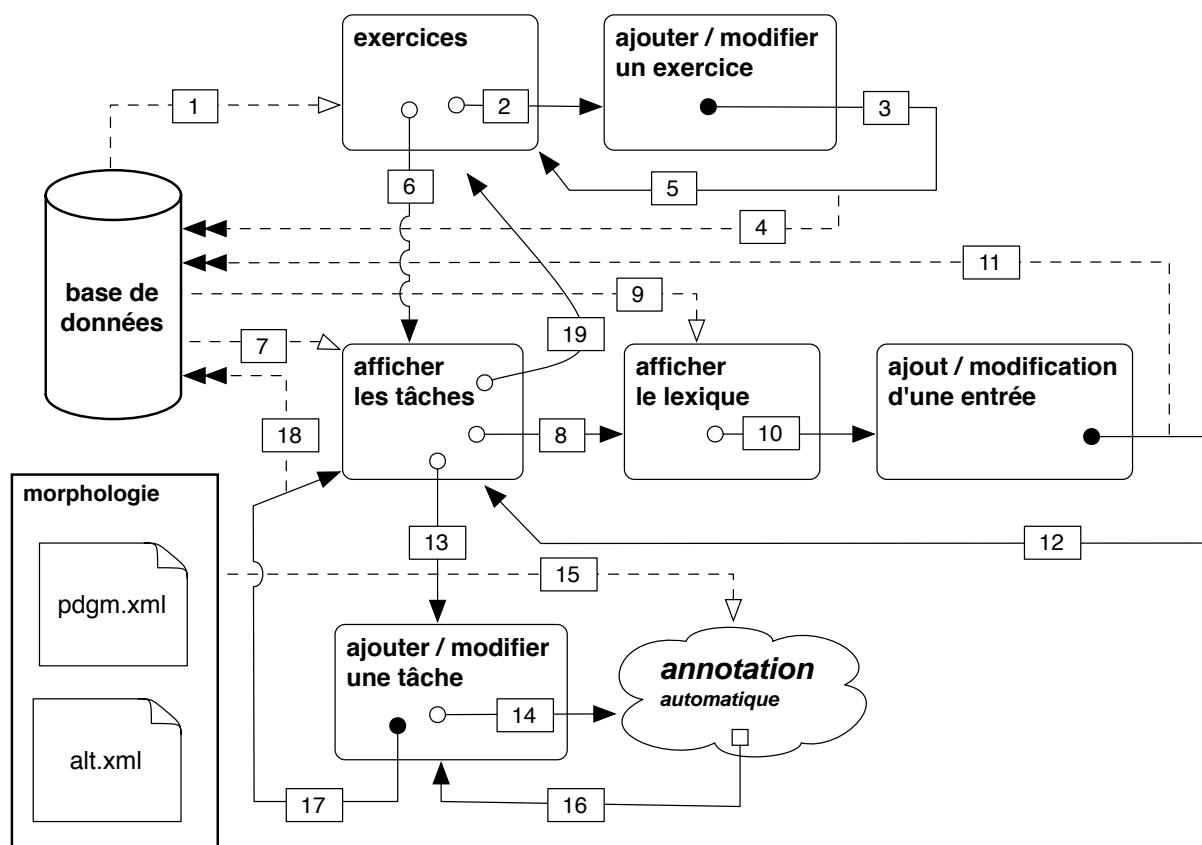 exercices
ajouter / modifier
un exercice
1
2
3
6
5
4
11
base de
données
9
7
19
afficher
les tâches
afficher
le lexique
ajout / modification
d'une entrée
18
8
10
morphologie
13
12
pdgm.xml
15
ajouter / modifier
une tâche
annotation
automatique
14
alt.xml
17
16